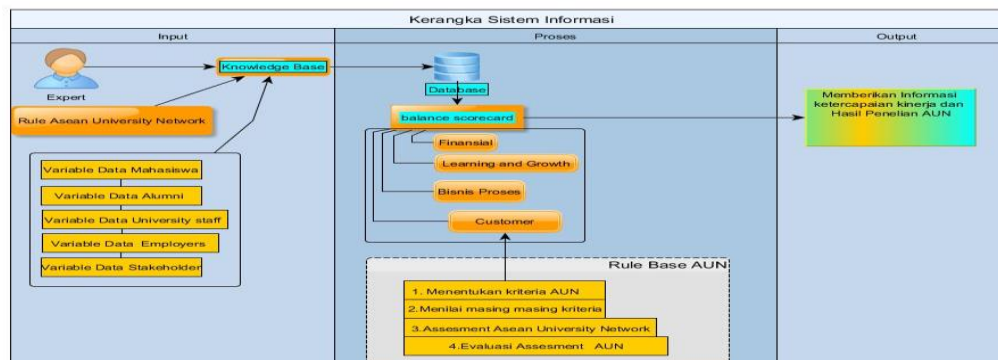 Kerangka Sistem Informasi
Input
Proses
Output
Expert
Knowledge Base
Rule Asean University Network
Variable Data Mahasiswa
Variable Data Alumni
Variable Data University staff
Variable Data Employers
Variable Data Stakeholder
Database
balance scorecard
Finansial
Learning and Growth
Bisnis Proses
Customer
Rule Base AUN
1. Menentukan kriteria AUN
2.Menilai masing masing kriteria
3.Assesment Asean University Network
4.Evaluasi Assesment AUN
Memberikan Informasi
ketercapaian kinerja dan
Hasil Penelian AUN